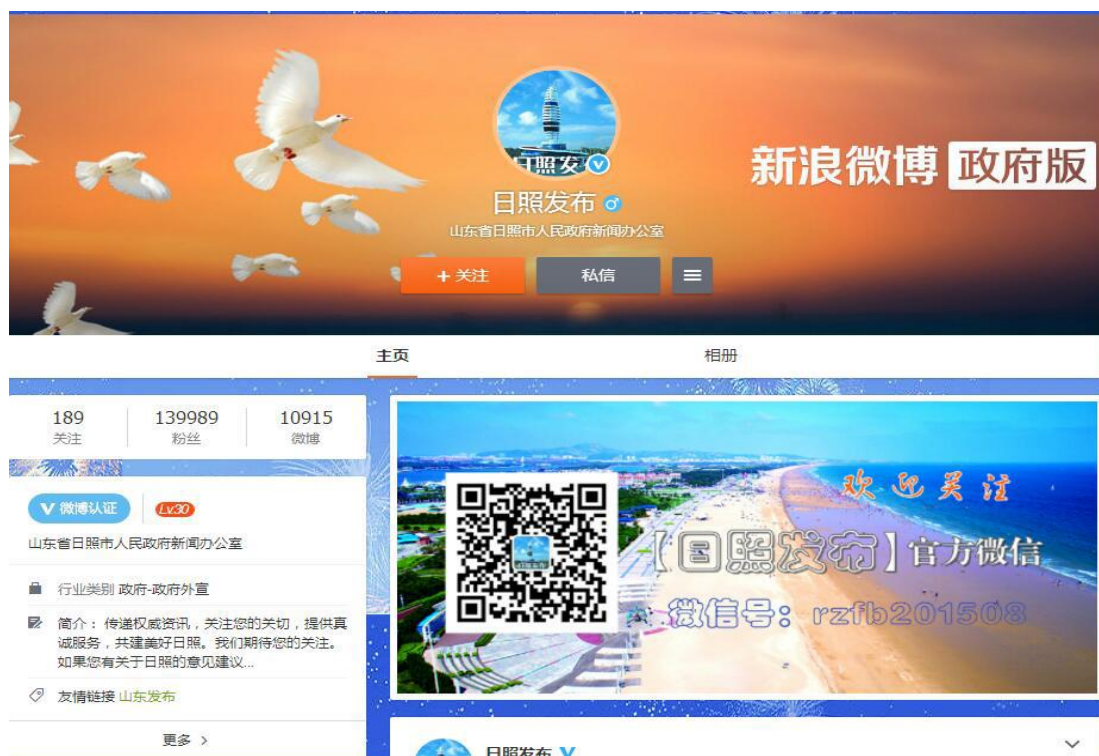 日照发
新浪微博 政府版
日照发布
山东省日照市人民政府新闻办公室
+关注 私信
主页 相册
189 139989 10915
关注 粉丝 微博
欢迎关注
【日照发布】官方微信
微信号：rzfb201508
V 微博认证 Lv30
山东省日照市人民政府新闻办公室
行业类别 政府-政府外宣
简介： 传递权威资讯，关注您的关切，提供真
诚服务，共建美好日照。我们期待您的关注。
如果您有关于日照的意见建议...
友情链接 山东发布
更多 >
日照发布